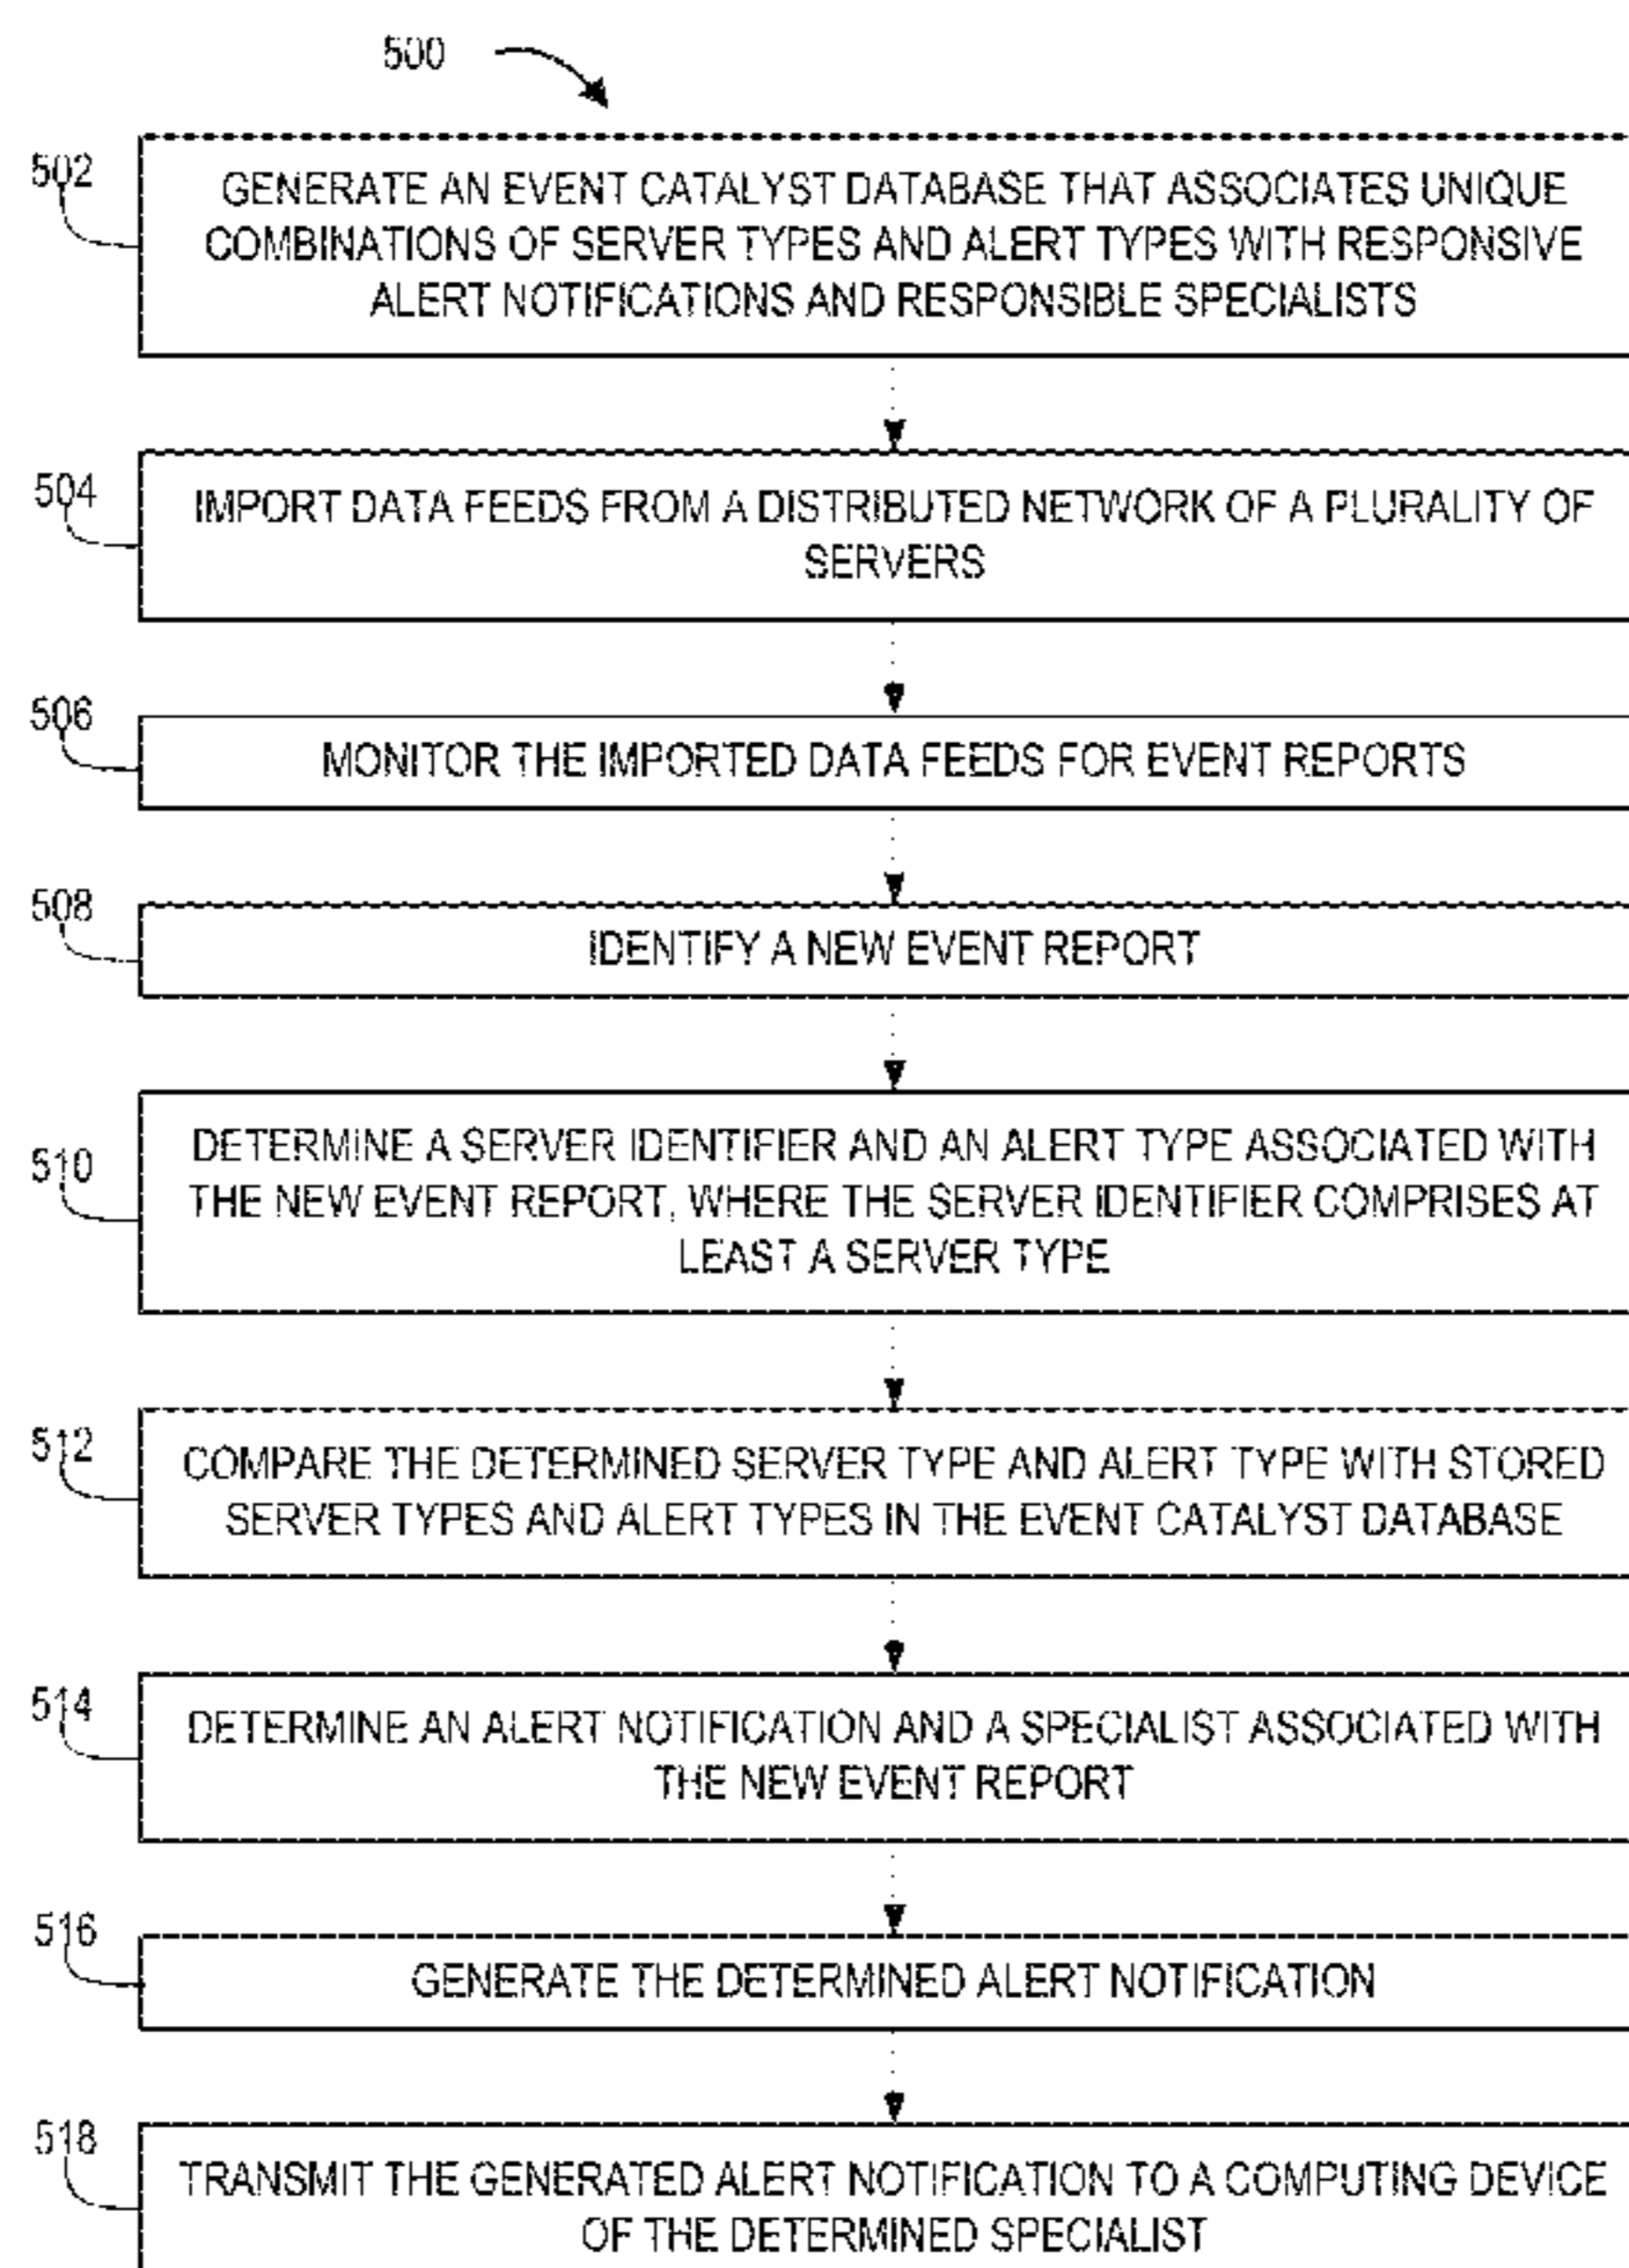 500
502
GENERATE AN EVENT CATALYST DATABASE THAT ASSOCIATES UNIQUE
COMBINATIONS OF SERVER TYPES AND ALERT TYPES WITH RESPONSIVE
ALERT NOTIFICATIONS AND RESPONSIBLE SPECIALISTS
504
IMPORT DATA FEEDS FROM A DISTRIBUTED NETWORK OF A PLURALITY OF
SERVERS
506
MONITOR THE IMPORTED DATA FEEDS FOR EVENT REPORTS
508
IDENTIFY A NEW EVENT REPORT
510
DETERMINE A SERVER IDENTIFIER AND AN ALERT TYPE ASSOCIATED WITH
THE NEW EVENT REPORT, WHERE THE SERVER IDENTIFIER COMPRISES AT
LEAST A SERVER TYPE
512
COMPARE THE DETERMINED SERVER TYPE AND ALERT TYPE WITH STORED
SERVER TYPES AND ALERT TYPES IN THE EVENT CATALYST DATABASE
514
DETERMINE AN ALERT NOTIFICATION AND A SPECIALIST ASSOCIATED WITH
THE NEW EVENT REPORT
516
GENERATE THE DETERMINED ALERT NOTIFICATION
518
TRANSMIT THE GENERATED ALERT NOTIFICATION TO A COMPUTING DEVICE
OF THE DETERMINED SPECIALIST